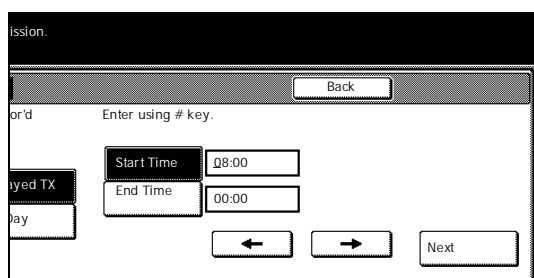 ission.
Back
or'd
Enter using # key.
Start Time 08:00
ayed TX
End Time 00:00
Day
Next